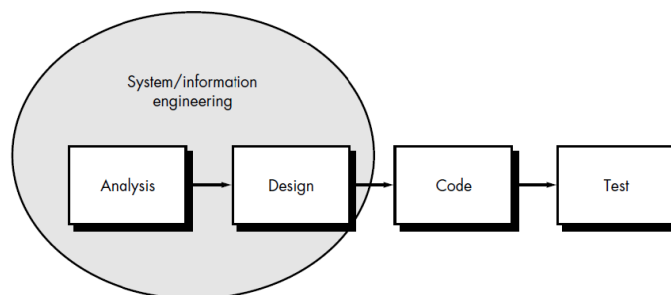 System/information
engineering
Analysis
Design
Code
Test